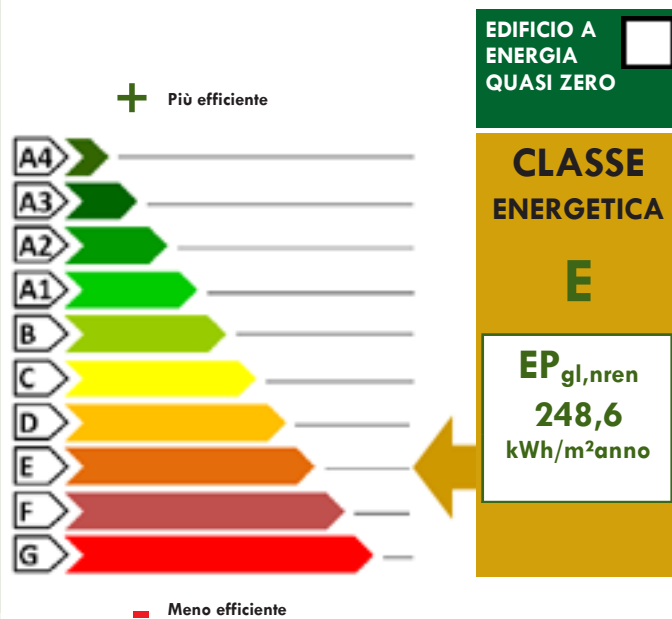 EDIFICIO A
ENERGIA
QUASI ZERO
+ Più efficiente
CLASSE
ENERGETICA
E
EPgl,nren
248,6
kWh/m²anno
A4
A3
A2
A1
B
C
D
E
F
G
- Meno efficiente